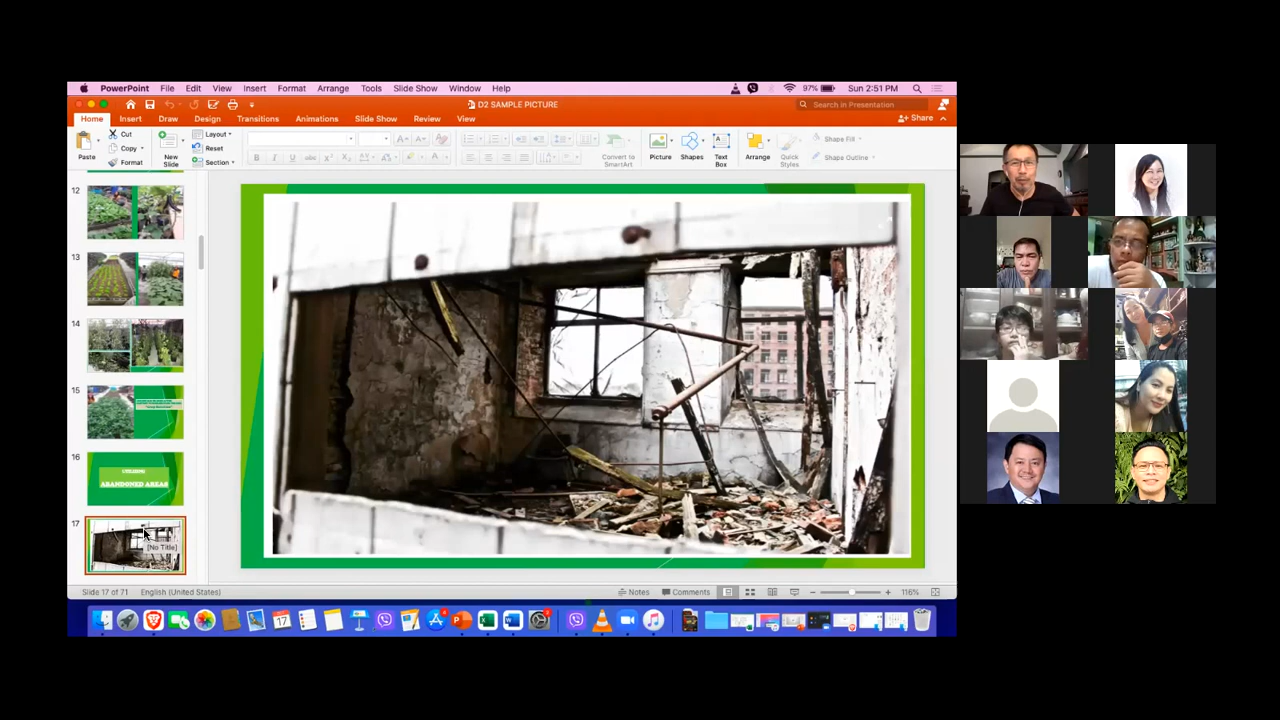 PowerPoint File Edit View Insert Format Arrange Tools Slide Show Window Help 97% Sun 2:51 PM
D2 SAMPLE PICTURE
Search in Presentation
Home Insert Draw Design Transitions Animations Slide Show Review View Share
Paste
Cut
Copy
Format
New Slide
Layout
Reset
Section
Convert to SmartArt
Picture
Shapes
Text Box
Arrange
Quick Styles
Shape Fill
Shape Outline
12
13
14
15
16
UTILIZING
ABANDONED AREAS
17
[No Title]
Slide 17 of 71 English (United States) Notes Comments 116%
17